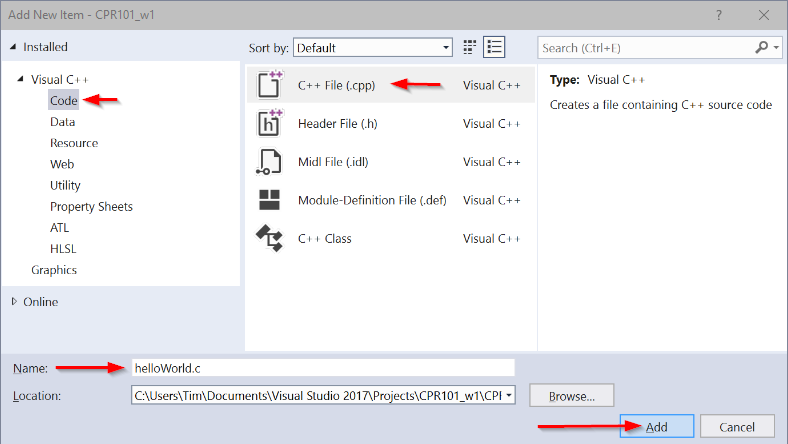 Add New Item - CPR101_w1
? 
Installed
Sort by: Default
Search (Ctrl+E)
Visual C++
Code
Data
Resource
Web
Utility
Property Sheets
ATL
HLSL
Graphics
Online
C++ File (.cpp) Visual C++
Header File (.h) Visual C++
Midl File (.idl) Visual C++
Module-Definition File (.def) Visual C++
C++ Class Visual C++
Type: Visual C++
Creates a file containing C++ source code
Name: helloWorld.c
Location: C:\Users\Tim\Documents\Visual Studio 2017\Projects\CPR101_w1\CPF
Browse...
Add Cancel